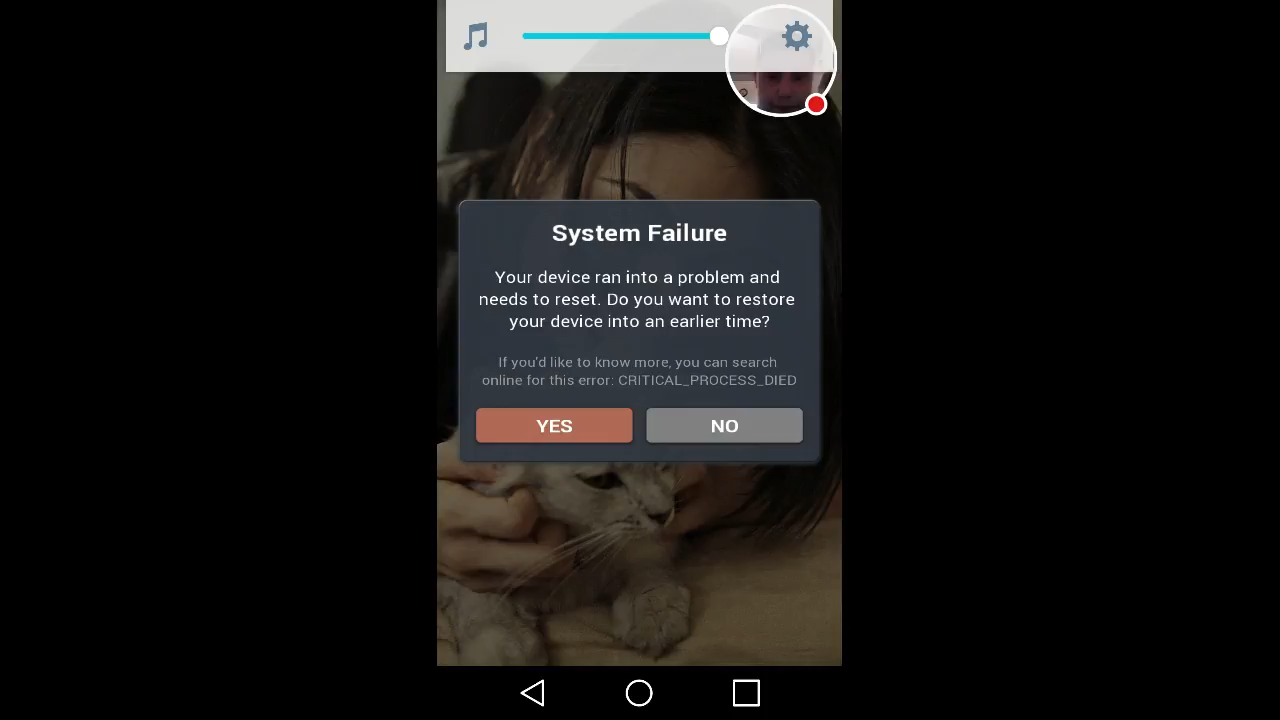 System Failure
Your device ran into a problem and
needs to reset. Do you want to restore
your device into an earlier time?
If you'd like to know more, you can search
online for this error: CRITICAL_PROCESS_DIED
YES NO